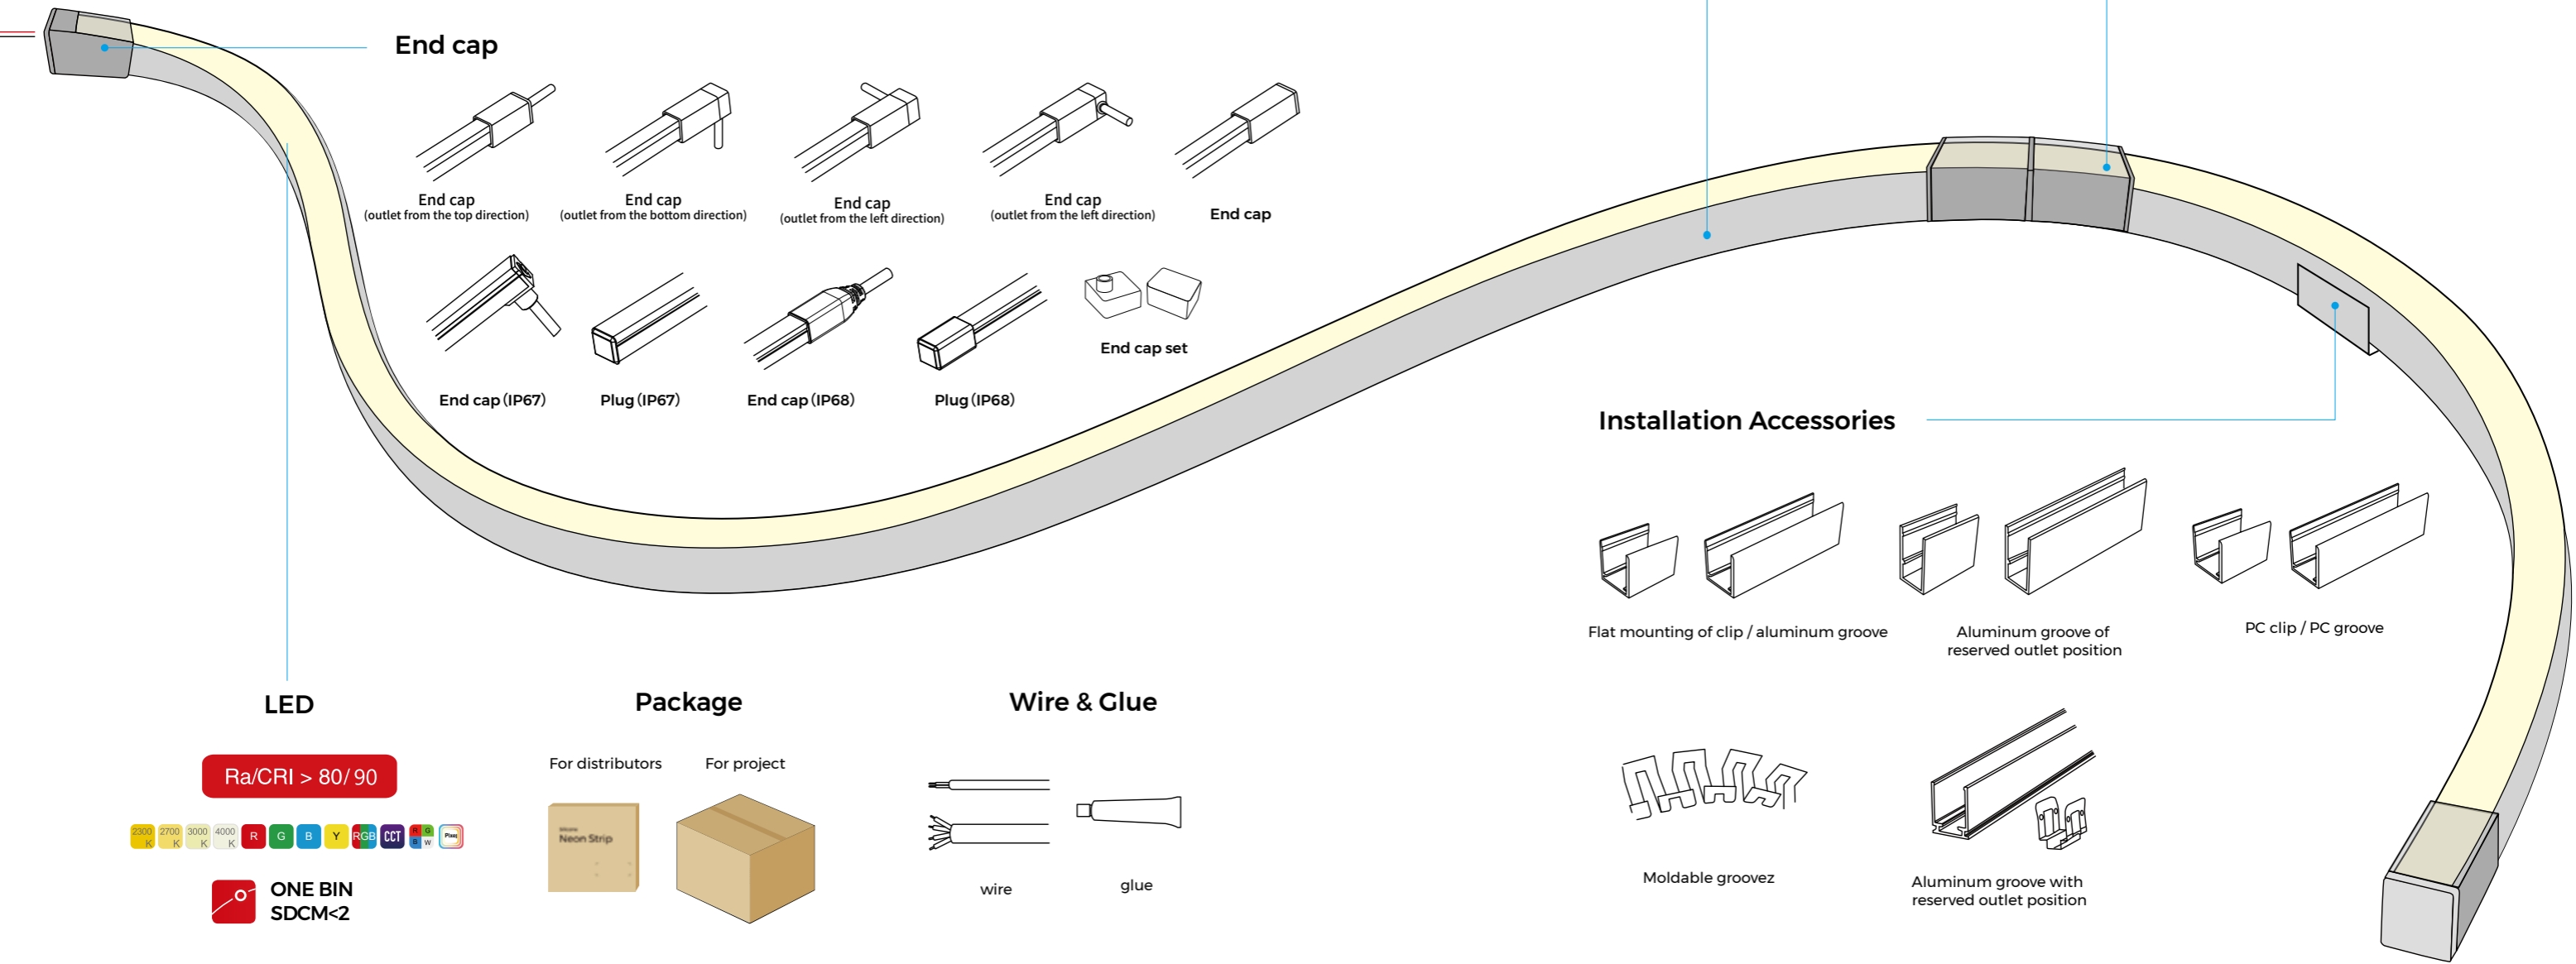 End cap
End cap
(outlet from the top direction)
End cap
(outlet from the bottom direction)
End cap
(outlet from the left direction)
End cap
(outlet from the left direction)
End cap
End cap (IP67)
Plug (IP67)
End cap (IP68)
Plug (IP68)
End cap set
Installation Accessories
Flat mounting of clip / aluminum groove
Aluminum groove of
reserved outlet position
PC clip / PC groove
Moldable groovez
Aluminum groove with
reserved outlet position
LED
Ra/CRI > 80/ 90
2300 K
2700 K
3000 K
4000 K
R
G
B
Y
RGB
CCT
R G
B W
Pixel
ONE BIN
SDCM<2
Package
For distributors
For project
Neon Strip
Wire & Glue
wire
glue